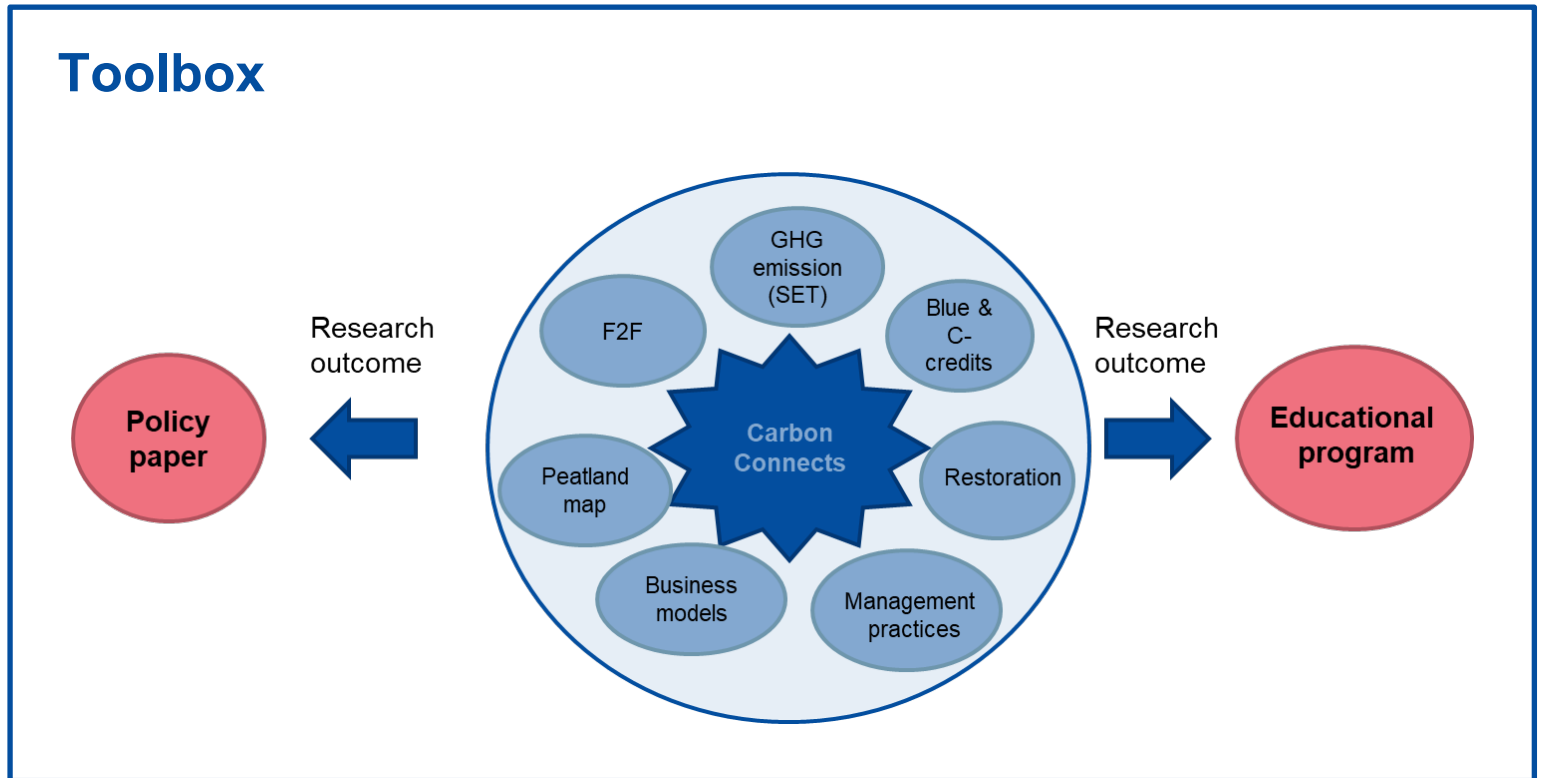 Toolbox
Research
outcome
Policy
paper
GHG
emission
(SET)
F2F
Blue &
C-
credits
Carbon
Connects
Peatland
map
Restoration
Business
models
Management
practices
Research
outcome
Educational
program